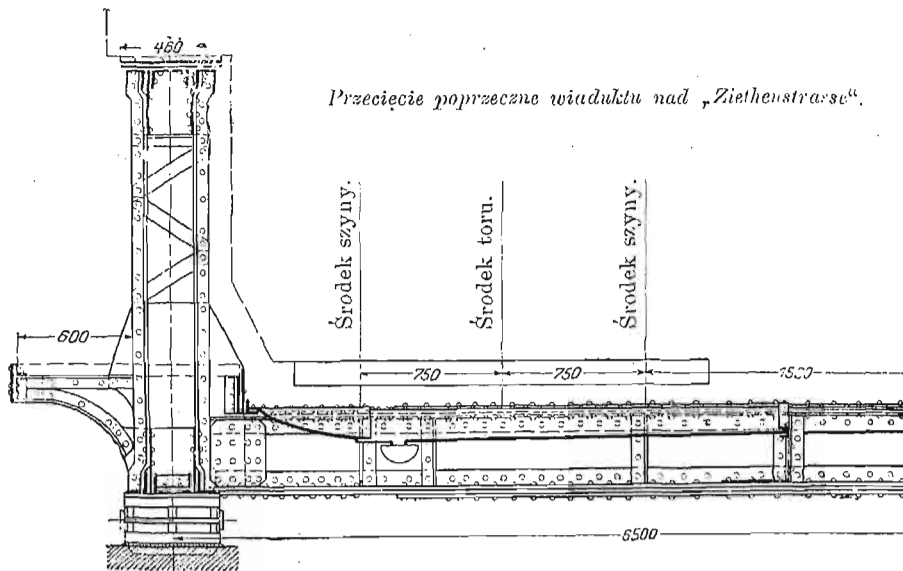 460
Przecięcie poprzeczne wiaduktu nad „Ziethenstrasse“.
Środek szyny.
Środek toru.
Środek szyny.
600
750
750
6500